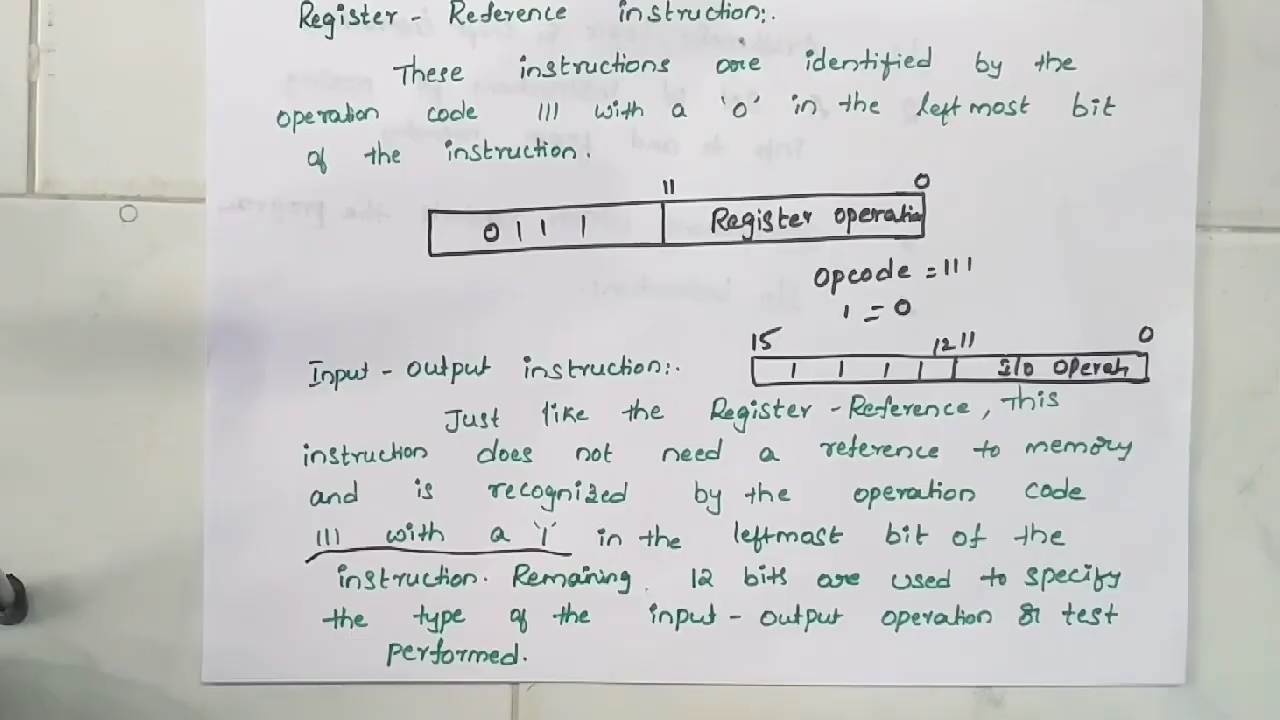 Register - Reference instruction:.
These instructions are identified by the
operation code 111 with a '0' in the leftmost bit
of the instruction.
11 0
0 1 1 1 Register operation
opcode = 111
1 = 0
15 12 11 0
Input - output instruction:. 1 1 1 1 I/o operati
Just like the Register - Reference, This
instruction does not need a reference to memory
and is recognized by the operation code
111 with a '1' in the leftmost bit of the
instruction. Remaining 12 bits are used to specify
the type of the input - output operation or test
performed.